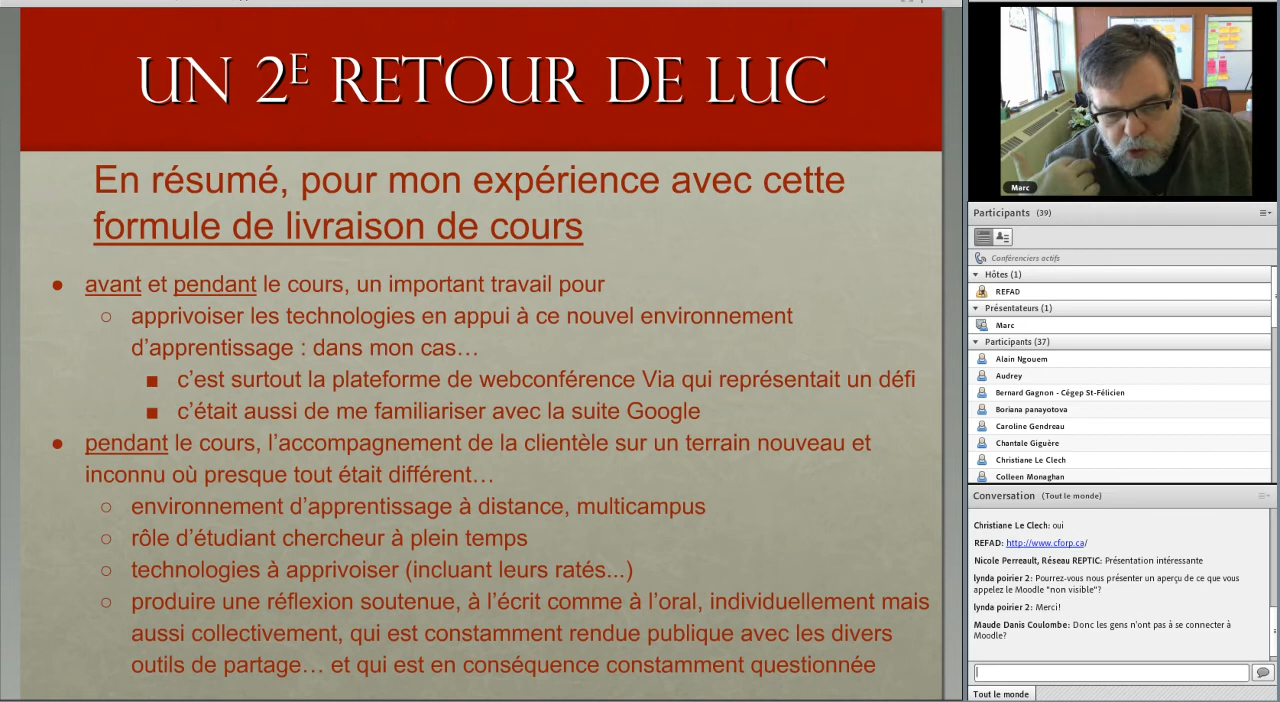 UN 2E RETOUR DE LUC
En résumé, pour mon expérience avec cette
formule de livraison de cours
● avant et pendant le cours, un important travail pour
○ apprivoiser les technologies en appui à ce nouvel environnement
d’apprentissage : dans mon cas…
■ c’est surtout la plateforme de webconférence Via qui représentait un défi
■ c’était aussi de me familiariser avec la suite Google
● pendant le cours, l’accompagnement de la clientèle sur un terrain nouveau et
inconnu où presque tout était différent…
○ environnement d’apprentissage à distance, multicampus
○ rôle d’étudiant chercheur à plein temps
○ technologies à apprivoiser (incluant leurs ratés...)
○ produire une réflexion soutenue, à l’écrit comme à l’oral, individuellement mais
aussi collectivement, qui est constamment rendue publique avec les divers
outils de partage… et qui est en conséquence constamment questionnée
Marc
Participants (39)
Conférenciers actifs
Hôtes (1)
REFAD
Présentateurs (1)
Marc
Participants (37)
Alain Ngouem
Audrey
Bernard Gagnon - Cégep St-Félicien
Boriana panayotova
Caroline Gendreau
Chantale Giguère
Christiane Le Clech
Colleen Monaghan
Conversation (Tout le monde)
Christiane Le Clech: oui
REFAD: http://www.cforp.ca/
Nicole Perreault, Réseau REPTIC: Présentation intéressante
lynda poirier 2: Pourrez-vous nous présenter un aperçu de ce que vous
appelez le Moodle "non visible"?
lynda poirier 2: Merci!
Maude Danis Coulombe: Donc les gens n'ont pas à se connecter à
Moodle?
Tout le monde